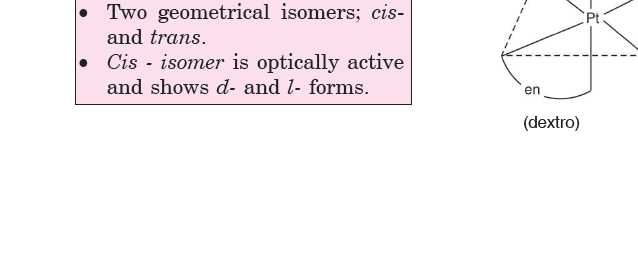 • Two geometrical isomers; cis-
and trans.
• Cis - isomer is optically active
and shows d- and l- forms.
Pt
en
(dextro)